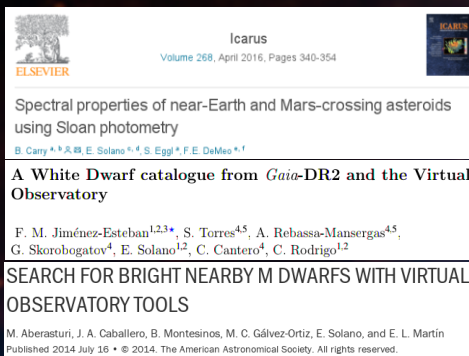 Icarus
Volume 268, April 2016, Pages 340-354
ICARUS
ELSEVIER
Spectral properties of near-Earth and Mars-crossing asteroids
using Sloan photometry
B. Carry a, b, E. Solano c, d, S. Eggl a, F.E. DeMeo e, f
A White Dwarf catalogue from Gaia-DR2 and the Virtual
Observatory
F. M. Jiménez-Esteban1,2,3★, S. Torres4,5, A. Rebassa-Mansergas4,5,
G. Skorobogatov4, E. Solano1,2, C. Cantero4, C. Rodrigo1,2
SEARCH FOR BRIGHT NEARBY M DWARFS WITH VIRTUAL
OBSERVATORY TOOLS
M. Aberasturi, J. A. Caballero, B. Montesinos, M. C. Gálvez-Ortiz, E. Solano, and E. L. Martín
Published 2014 July 16 • © 2014. The American Astronomical Society. All rights reserved.